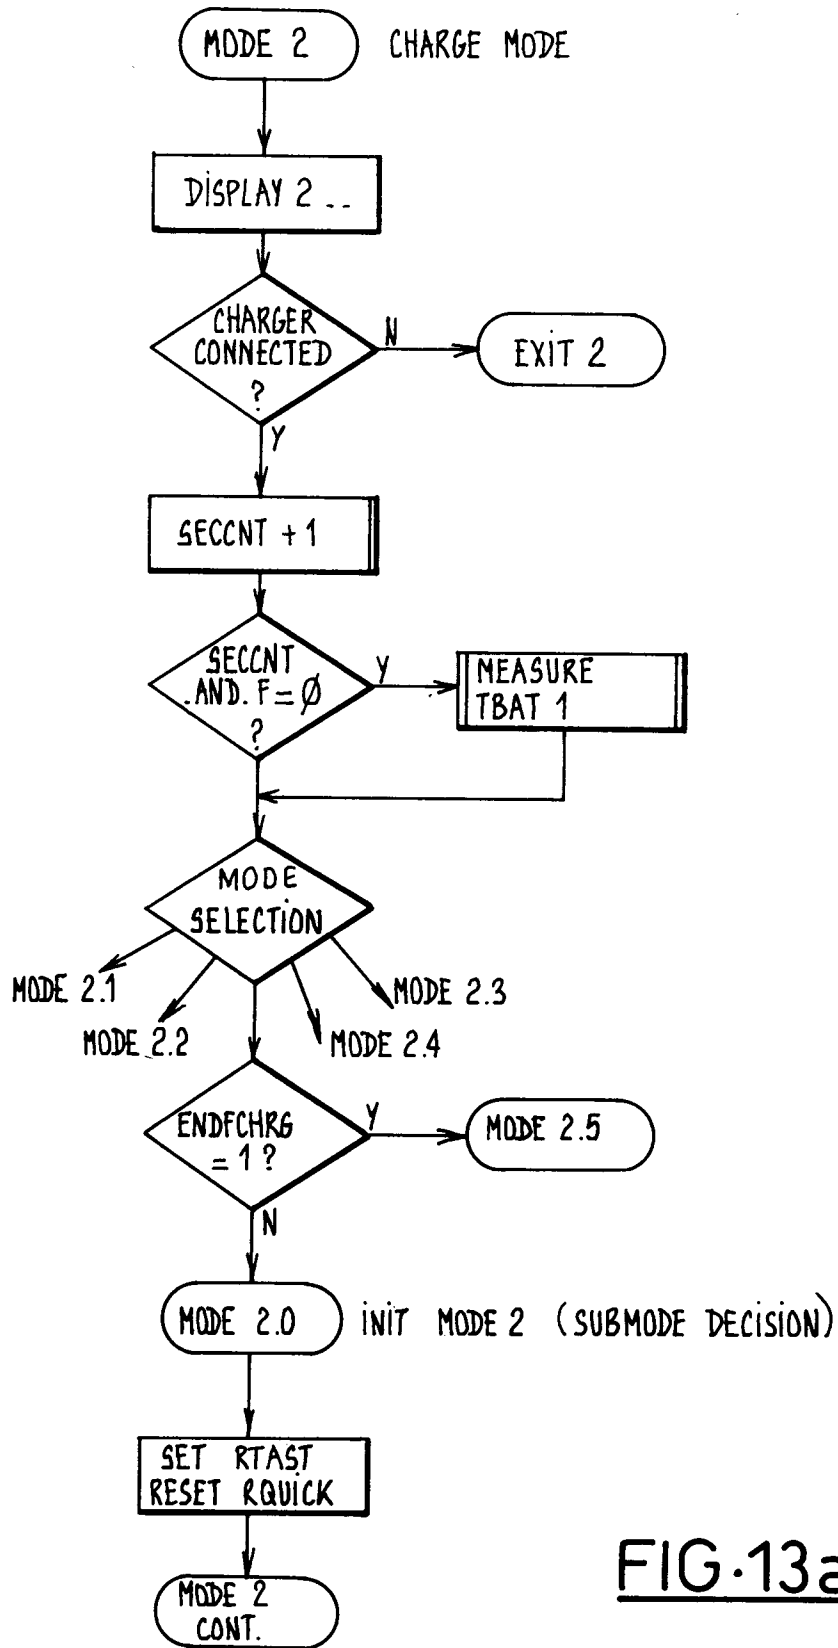 MODE 2 CHARGE MODE
DISPLAY 2 ..
CHARGER
CONNECTED
?
N
EXIT 2
Y
SECCNT + 1
SECCNT
.AND. F = Ø
?
Y
MEASURE
TBAT 1
MODE
SELECTION
MODE 2.1
MODE 2.3
MODE 2.2
MODE 2.4
ENDFCHRG
= 1 ?
Y
MODE 2.5
N
MODE 2.0 INIT MODE 2 (SUBMODE DECISION)
SET RTAST
RESET RQUICK
MODE 2
CONT.
FIG.13a